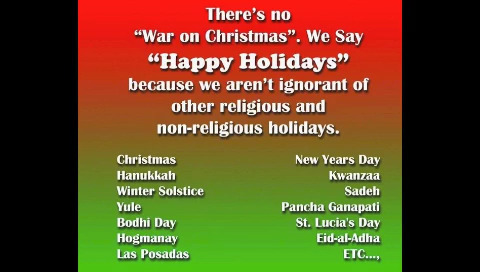 There's no
"War on Christmas". We Say
"Happy Holidays"
because we aren't ignorant of
other religious and
non-religious holidays.
Christmas
Hanukkah
Winter Solstice
Yule
Bodhi Day
Hogmanay
Las Posadas
New Years Day
Kwanzaa
Sadeh
Pancha Ganapati
St. Lucia's Day
Eid-al-Adha
ETC...,